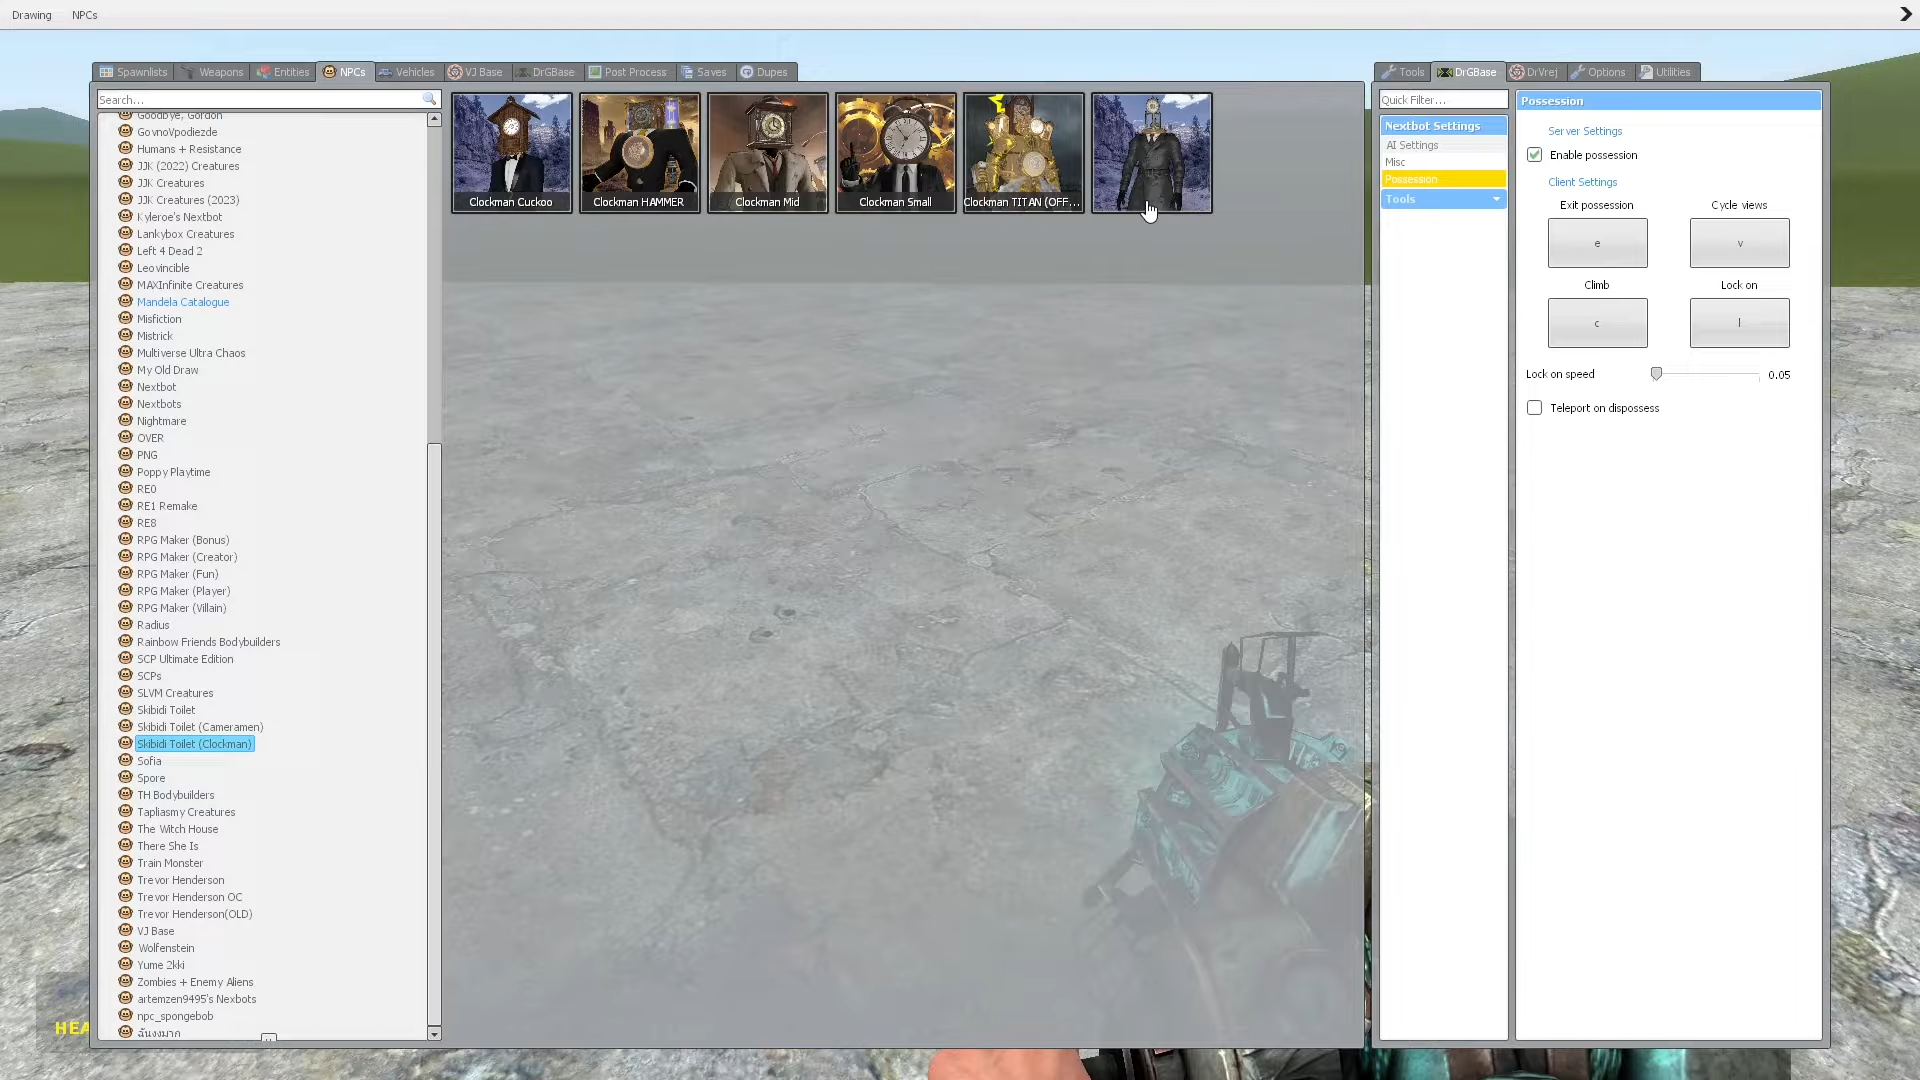 Drawing NPCs
Spawnlists Weapons Entities NPCs Vehicles VJ Base DrGBase Post Process Saves Dupes
Tools DrGBase DrVrej Options Utilities
Search...
Goodbye, Gordon
GovnoVpodiezde
Humans + Resistance
JJK (2022) Creatures
JJK Creatures
JJK Creatures (2023)
Kyleroe's Nextbot
Lankybox Creatures
Left 4 Dead 2
Leovincible
MAXInfinite Creatures
Mandela Catalogue
Misfiction
Mistrick
Multiverse Ultra Chaos
My Old Draw
Nextbot
Nextbots
Nightmare
OVER
PNG
Poppy Playtime
RE0
RE1 Remake
RE8
RPG Maker (Bonus)
RPG Maker (Creator)
RPG Maker (Fun)
RPG Maker (Player)
RPG Maker (Villain)
Radius
Rainbow Friends Bodybuilders
SCP Ultimate Edition
SCPs
SLVM Creatures
Skibidi Toilet
Skibidi Toilet (Cameramen)
Skibidi Toilet (Clockman)
Sofia
Spore
TH Bodybuilders
Tapliasmy Creatures
The Witch House
There She Is
Train Monster
Trevor Henderson
Trevor Henderson OC
Trevor Henderson(OLD)
VJ Base
Wolfenstein
Yume 2kki
Zombies + Enemy Aliens
artemzen9495's Nexbots
npc_spongebob
ฉันงงมาก
HEA
Clockman Cuckoo
Clockman HAMMER
Clockman Mid
Clockman Small
Clockman TITAN (OFF...
Quick Filter...
Nextbot Settings
AI Settings
Misc
Possession
Tools
Possession
Server Settings
Enable possession
Client Settings
Exit possession Cycle views
e v
Climb Lock on
c l
Lock on speed 0.05
Teleport on dispossess